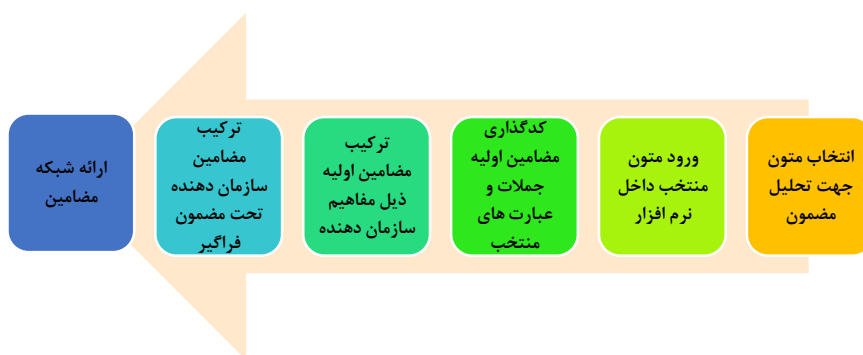 انتخاب متون
جهت تحلیل
مضمون
ورود متون
منتخب داخل
نرم افزار
کدگذاری
مضامین اولیه
جملات و
عبارت های
منتخب
ترکیب
مضامین اولیه
ذیل مفاهیم
سازمان دهنده
ترکیب
مضامین
سازمان دهنده
تحت مضمون
فراگیر
ارائه شبکه
مضامین